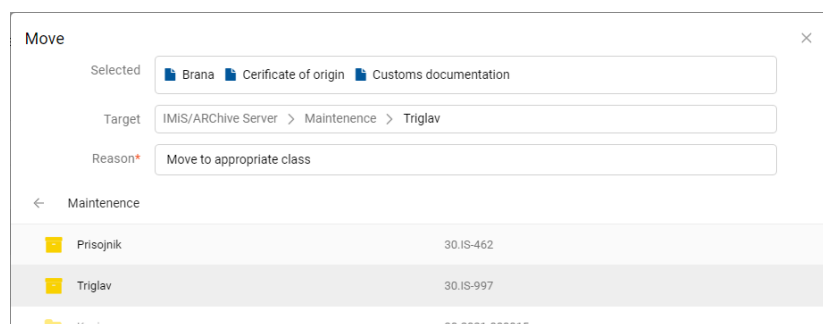 Move
Selected Brana Cerificate of origin Customs documentation
Target IMiS/ARChive Server > Maintenence > Triglav
Reason* Move to appropriate class
Maintenence
Prisojnik 30.IS-462
Triglav 30.IS-997